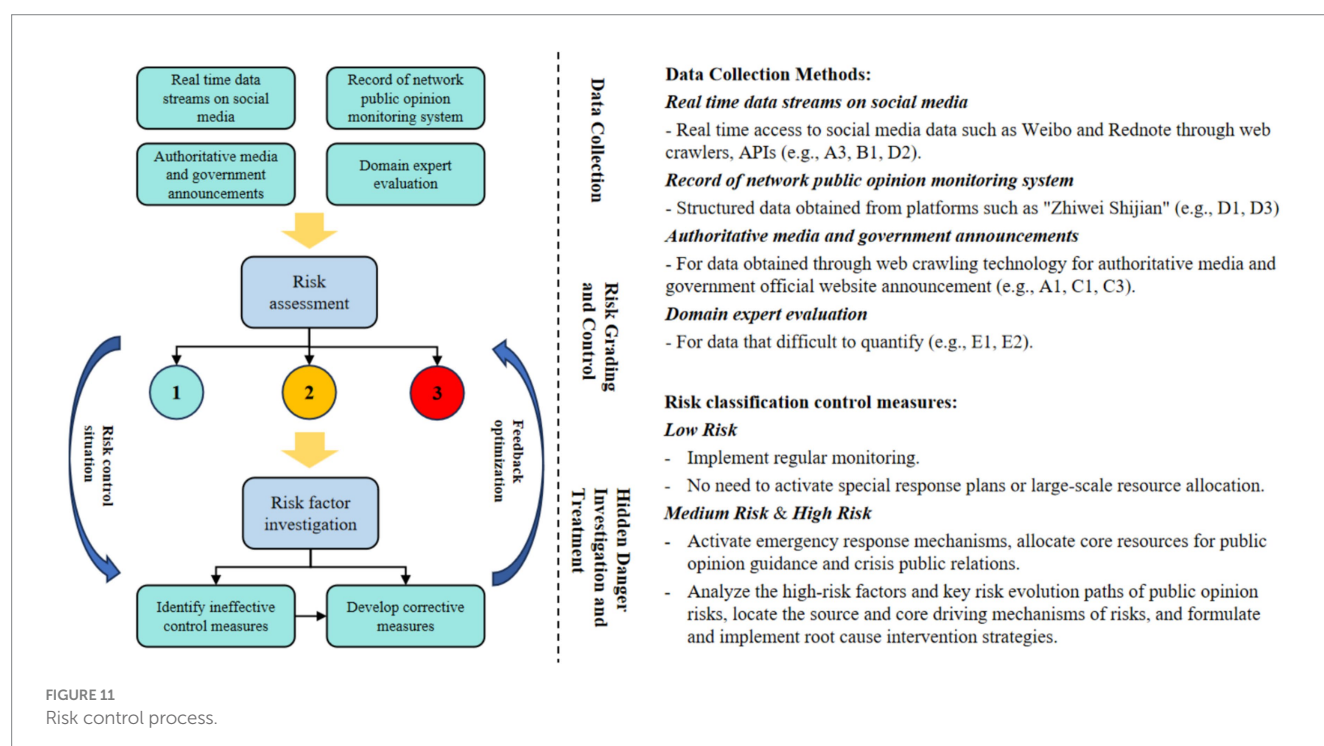 Real time data
streams on social
media
Record of network
public opinion
monitoring system
Authoritative media
and government
announcements
Domain expert
evaluation
Risk
assessment
1
2
3
Risk control
situation
Feedback
optimization
Risk factor
investigation
Identify ineffective
control measures
Develop corrective
measures
Data Collection
Risk Grading
and Control
Hidden Danger
Investigation and
Treatment
Data Collection Methods:
Real time data streams on social media
- Real time access to social media data such as Weibo and Rednote through web
crawlers, APIs (e.g., A3, B1, D2).
Record of network public opinion monitoring system
- Structured data obtained from platforms such as "Zhiwei Shijian" (e.g., D1, D3)
Authoritative media and government announcements
- For data obtained through web crawling technology for authoritative media and
government official website announcement (e.g., A1, C1, C3).
Domain expert evaluation
- For data that difficult to quantify (e.g., E1, E2).
Risk classification control measures:
Low Risk
- Implement regular monitoring.
- No need to activate special response plans or large-scale resource allocation.
Medium Risk & High Risk
- Activate emergency response mechanisms, allocate core resources for public
opinion guidance and crisis public relations.
- Analyze the high-risk factors and key risk evolution paths of public opinion
risks, locate the source and core driving mechanisms of risks, and formulate
and implement root cause intervention strategies.
FIGURE 11
Risk control process.